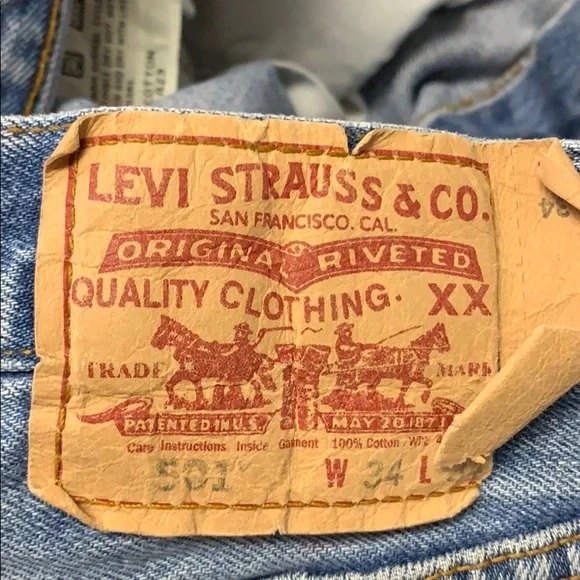 LEVI STRAUSS & CO.
SAN FRANCISCO. CAL.
ORIGINAL RIVETED
QUALITY CLOTHING. XX
TRADE MARK
PATENTED IN U.S. MAY 20 1873
Care Instructions Inside Garment 100% Cotton WPL
501 W 34 L